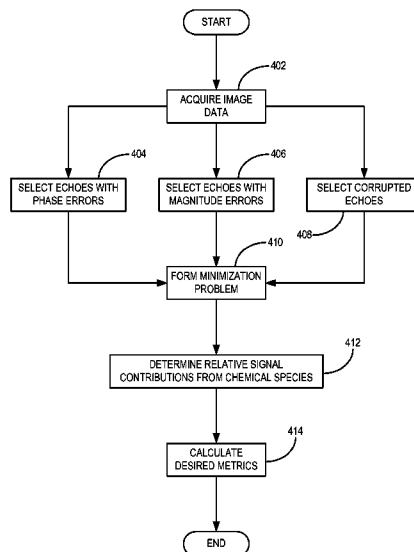 START
402
ACQUIRE IMAGE
DATA
404
406
SELECT ECHOES WITH
PHASE ERRORS
SELECT ECHOES WITH
MAGNITUDE ERRORS
SELECT CORRUPTED
ECHOES
408
410
FORM MINIMIZATION
PROBLEM
412
DETERMINE RELATIVE SIGNAL
CONTRIBUTIONS FROM CHEMICAL SPECIES
414
CALCULATE
DESIRED METRICS
END